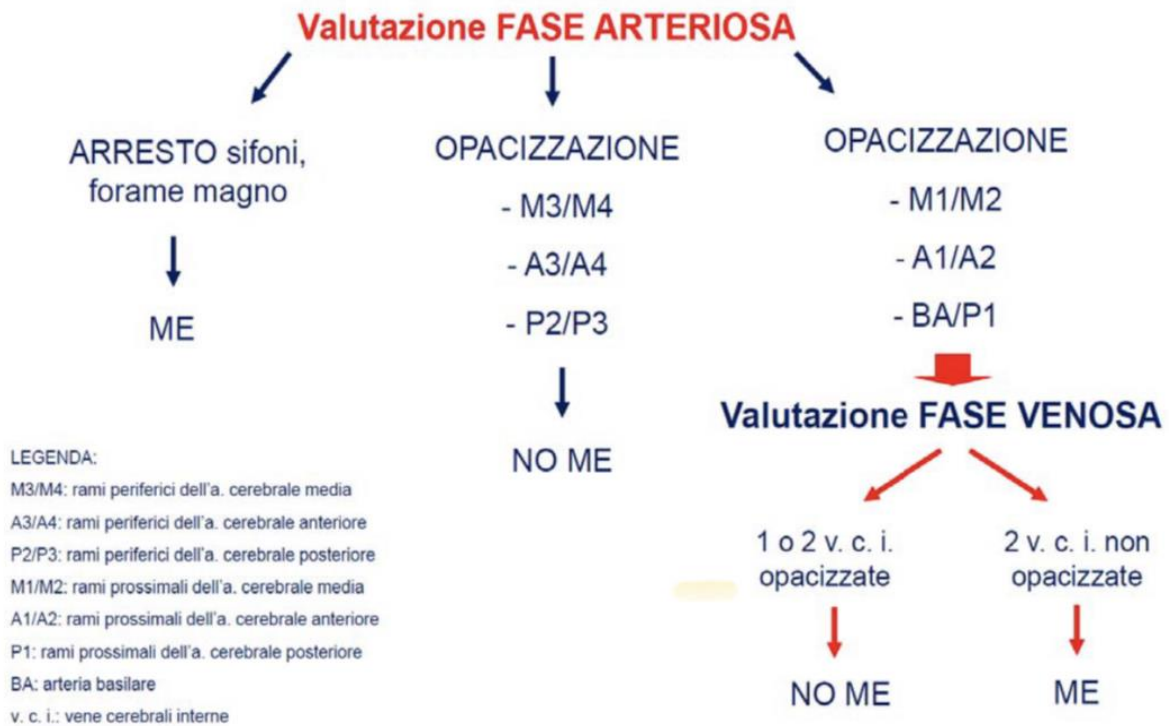 Valutazione FASE ARTERIOSA
ARRESTO sifoni,
forame magno
ME
OPACIZZAZIONE
- M3/M4
- A3/A4
- P2/P3
NO ME
OPACIZZAZIONE
- M1/M2
- A1/A2
- BA/P1
Valutazione FASE VENOSA
1 o 2 v. c. i.
opacizzate
NO ME
2 v. c. i. non
opacizzate
ME
LEGENDA:
M3/M4: rami periferici dell'a. cerebrale media
A3/A4: rami periferici dell'a. cerebrale anteriore
P2/P3: rami periferici dell'a. cerebrale posteriore
M1/M2: rami prossimali dell'a. cerebrale media
A1/A2: rami prossimali dell'a. cerebrale anteriore
P1: rami prossimali dell'a. cerebrale posteriore
BA: arteria basilare
v. c. i.: vene cerebrali interne